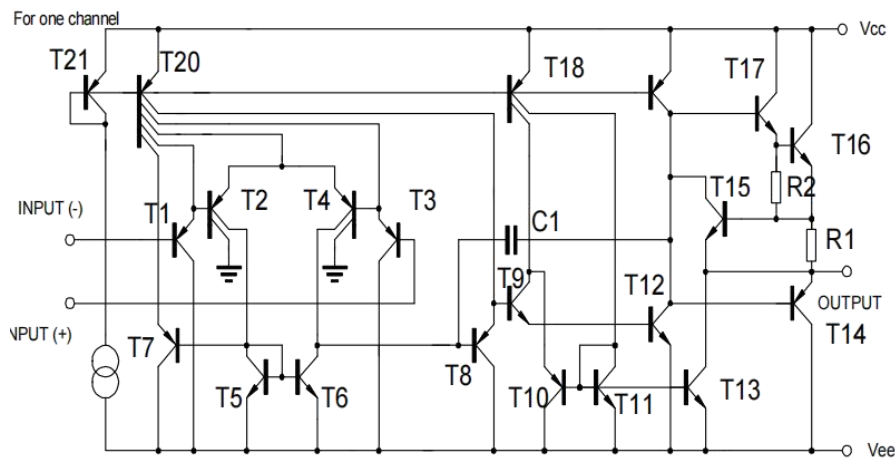 For one channel
Vcc
T21
T20
T18
T17
T16
T1
T2
T4
T3
T15
R2
INPUT (-)
C1
R1
T9
T12
OUTPUT
NPUT (+)
T7
T8
T14
T5
T6
T10
T11
T13
Vee